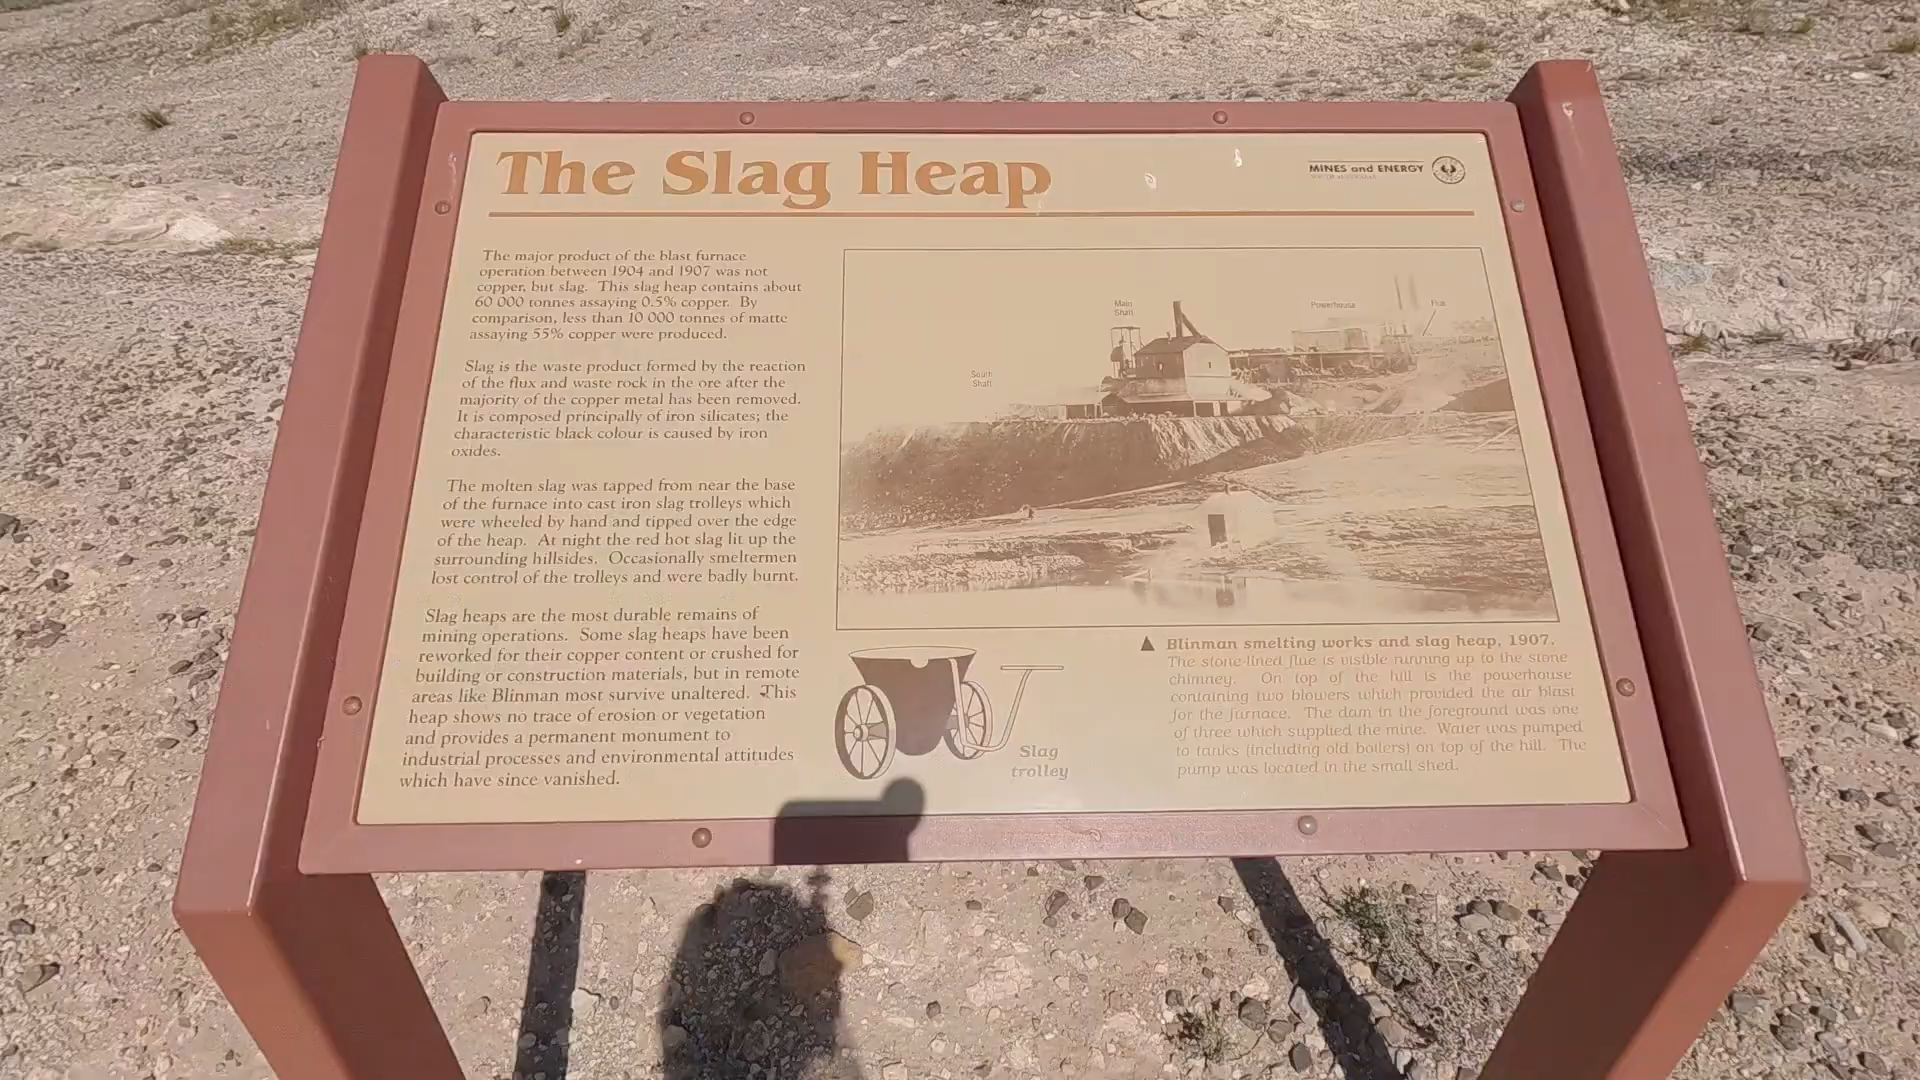 The Slag Heap
MINES and ENERGY
The major product of the blast furnace
operation between 1904 and 1907 was not
copper, but slag. This slag heap contains about
60 000 tonnes assaying 0.5% copper. By
comparison, less than 10 000 tonnes of matte
assaying 55% copper were produced.
Slag is the waste product formed by the reaction
of the flux and waste rock in the ore after the
majority of the copper metal has been removed.
It is composed principally of iron silicates; the
characteristic black colour is caused by iron
oxides.
The molten slag was tapped from near the base
of the furnace into cast iron slag trolleys which
were wheeled by hand and tipped over the edge
of the heap. At night the red hot slag lit up the
surrounding hillsides. Occasionally smeltermen
lost control of the trolleys and were badly burnt.
Slag heaps are the most durable remains of
mining operations. Some slag heaps have been
reworked for their copper content or crushed for
building or construction materials, but in remote
areas like Blinman most survive unaltered. This
heap shows no trace of erosion or vegetation
and provides a permanent monument to
industrial processes and environmental attitudes
which have since vanished.
Main
Shaft
Powerhouse
Flue
South
Shaft
Slag
trolley
▲ Blinman smelting works and slag heap, 1907.
The stone-lined flue is visible running up to the stone
chimney. On top of the hill is the powerhouse
containing two blowers which provided the air blast
for the furnace. The dam in the foreground was one
of three which supplied the mine. Water was pumped
to tanks (including old boilers) on top of the hill. The
pump was located in the small shed.